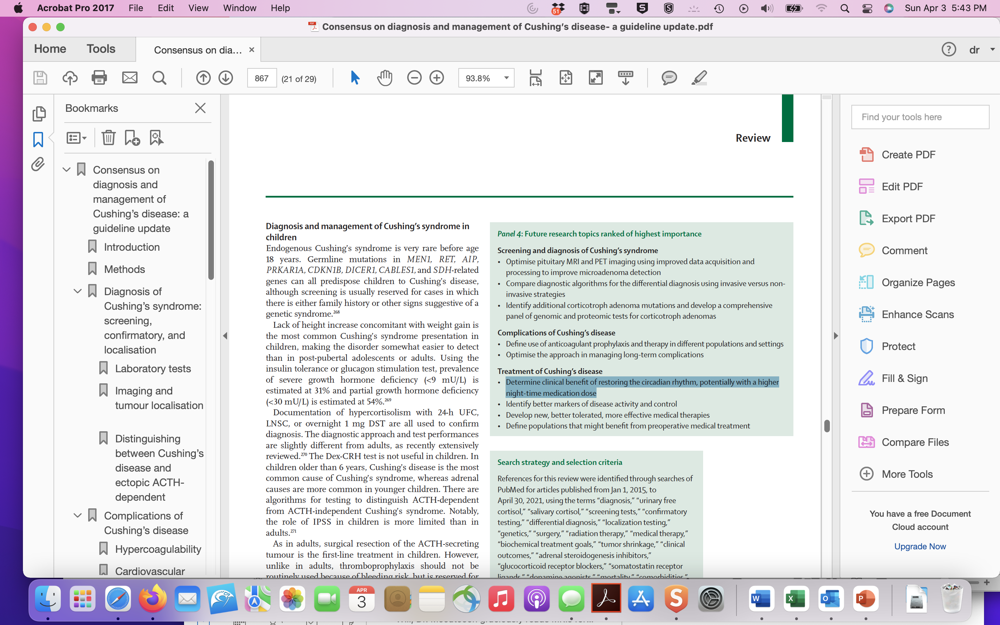 Acrobat Pro 2017 File Edit View Window Help
51
Sun Apr 3 5:43 PM
Consensus on diagnosis and management of Cushing's disease- a guideline update.pdf
Home Tools Consensus on dia... ×
dr
867 (21 of 29) 93.8%
Bookmarks
Consensus on
diagnosis and
management of
Cushing's disease: a
guideline update
Introduction
Methods
Diagnosis of
Cushing's syndrome:
screening,
confirmatory, and
localisation
Laboratory tests
Imaging and
tumour localisation
Distinguishing
between Cushing's
disease and
ectopic ACTH-
dependent
Complications of
Cushing's disease
Hypercoagulability
Cardiovascular
Review
Diagnosis and management of Cushing's syndrome in
children
Endogenous Cushing's syndrome is very rare before age
18 years. Germline mutations in MEN1, RET, AIP,
PRKAR1A, CDKN1B, DICER1, CABLES1, and SDH-related
genes can all predispose children to Cushing's disease,
although screening is usually reserved for cases in which
there is either family history or other signs suggestive of a
genetic syndrome.268
Lack of height increase concomitant with weight gain is
the most common Cushing's syndrome presentation in
children, making the disorder somewhat easier to detect
than in post-pubertal adolescents or adults. Using the
insulin tolerance or glucagon stimulation test, prevalence
of severe growth hormone deficiency (<9 mU/L) is
estimated at 31% and partial growth hormone deficiency
(<30 mU/L) is estimated at 54%.269
Documentation of hypercortisolism with 24-h UFC,
LNSC, or overnight 1 mg DST are all used to confirm
diagnosis. The diagnostic approach and test performances
are slightly different from adults, as recently extensively
reviewed.270 The Dex-CRH test is not useful in children. In
children older than 6 years, Cushing's disease is the most
common cause of Cushing's syndrome, whereas adrenal
causes are more common in younger children. There are
algorithms for testing to distinguish ACTH-dependent
from ACTH-independent Cushing's syndrome. Notably,
the role of IPSS in children is more limited than in
adults.271
As in adults, surgical resection of the ACTH-secreting
tumour is the first-line treatment in children. However,
unlike in adults, thromboprophylaxis should not be
routinely used because of bleeding risk, but is reserved for
Panel 4: Future research topics ranked of highest importance
Screening and diagnosis of Cushing's syndrome
• Optimise pituitary MRI and PET imaging using improved data acquisition and
processing to improve microadenoma detection
• Compare diagnostic algorithms for the differential diagnosis using invasive versus non-
invasive strategies
• Identify additional corticotroph adenoma mutations and develop a comprehensive
panel of genomic and proteomic tests for corticotroph adenomas
Complications of Cushing's disease
• Define use of anticoagulant prophylaxis and therapy in different populations and settings
• Optimise the approach in managing long-term complications
Treatment of Cushing's disease
• Determine clinical benefit of restoring the circadian rhythm, potentially with a higher
night-time medication dose
• Identify better markers of disease activity and control
• Develop new, better tolerated, more effective medical therapies
• Define populations that might benefit from preoperative medical treatment
Search strategy and selection criteria
References for this review were identified through searches of
PubMed for articles published from Jan 1, 2015, to
April 30, 2021, using the terms "diagnosis," "urinary free
cortisol," "salivary cortisol," "screening tests," "confirmatory
testing," "differential diagnosis," "localization testing,"
"genetics," "surgery," "radiation therapy," "medical therapy,"
"biochemical treatment goals," "tumor shrinkage," "clinical
outcomes," "adrenal steroidogenesis inhibitors,"
"glucocorticoid receptor blockers," "somatostatin receptor
ligands," "dopamine agonists," "mortality," "comorbidities,"
Find your tools here
Create PDF
Edit PDF
Export PDF
Comment
Organize Pages
Enhance Scans
Protect
Fill & Sign
Prepare Form
Compare Files
More Tools
You have a free Document
Cloud account
Upgrade Now
APR
3